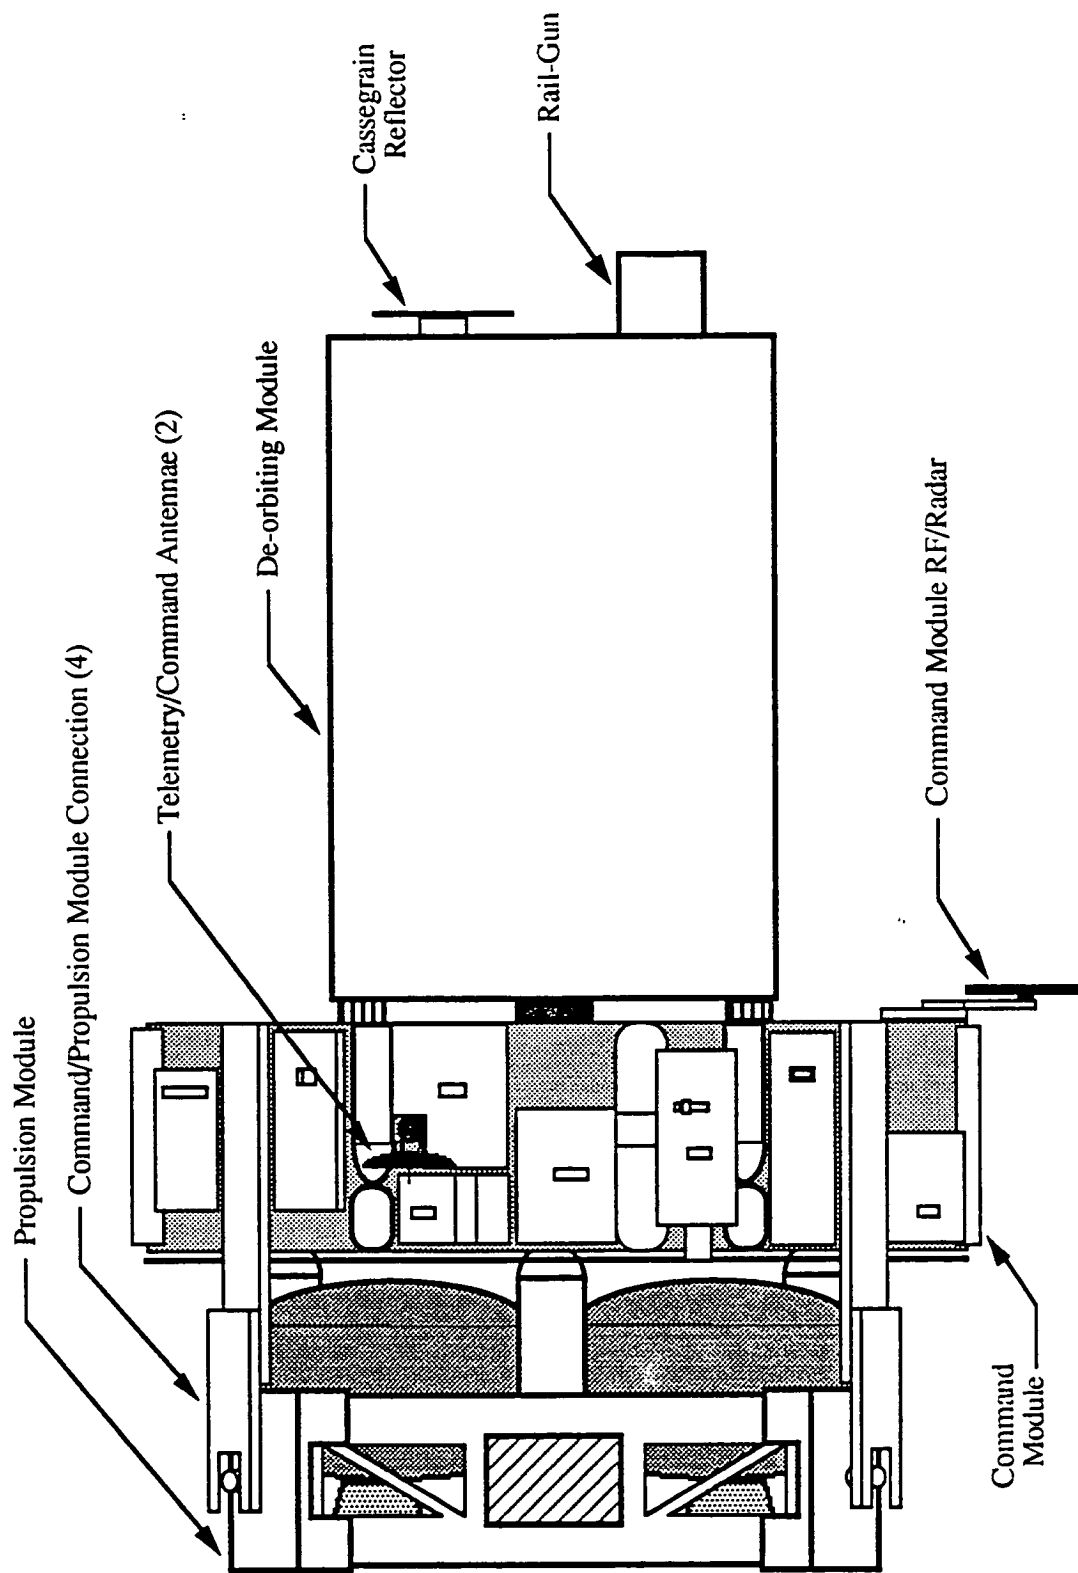 Propulsion Module
Command/Propulsion Module Connection (4)
Telemetry/Command Antennae (2)
De-orbiting Module
Cassegrain
Reflector
Rail-Gun
Command Module RF/Radar
Command
Module